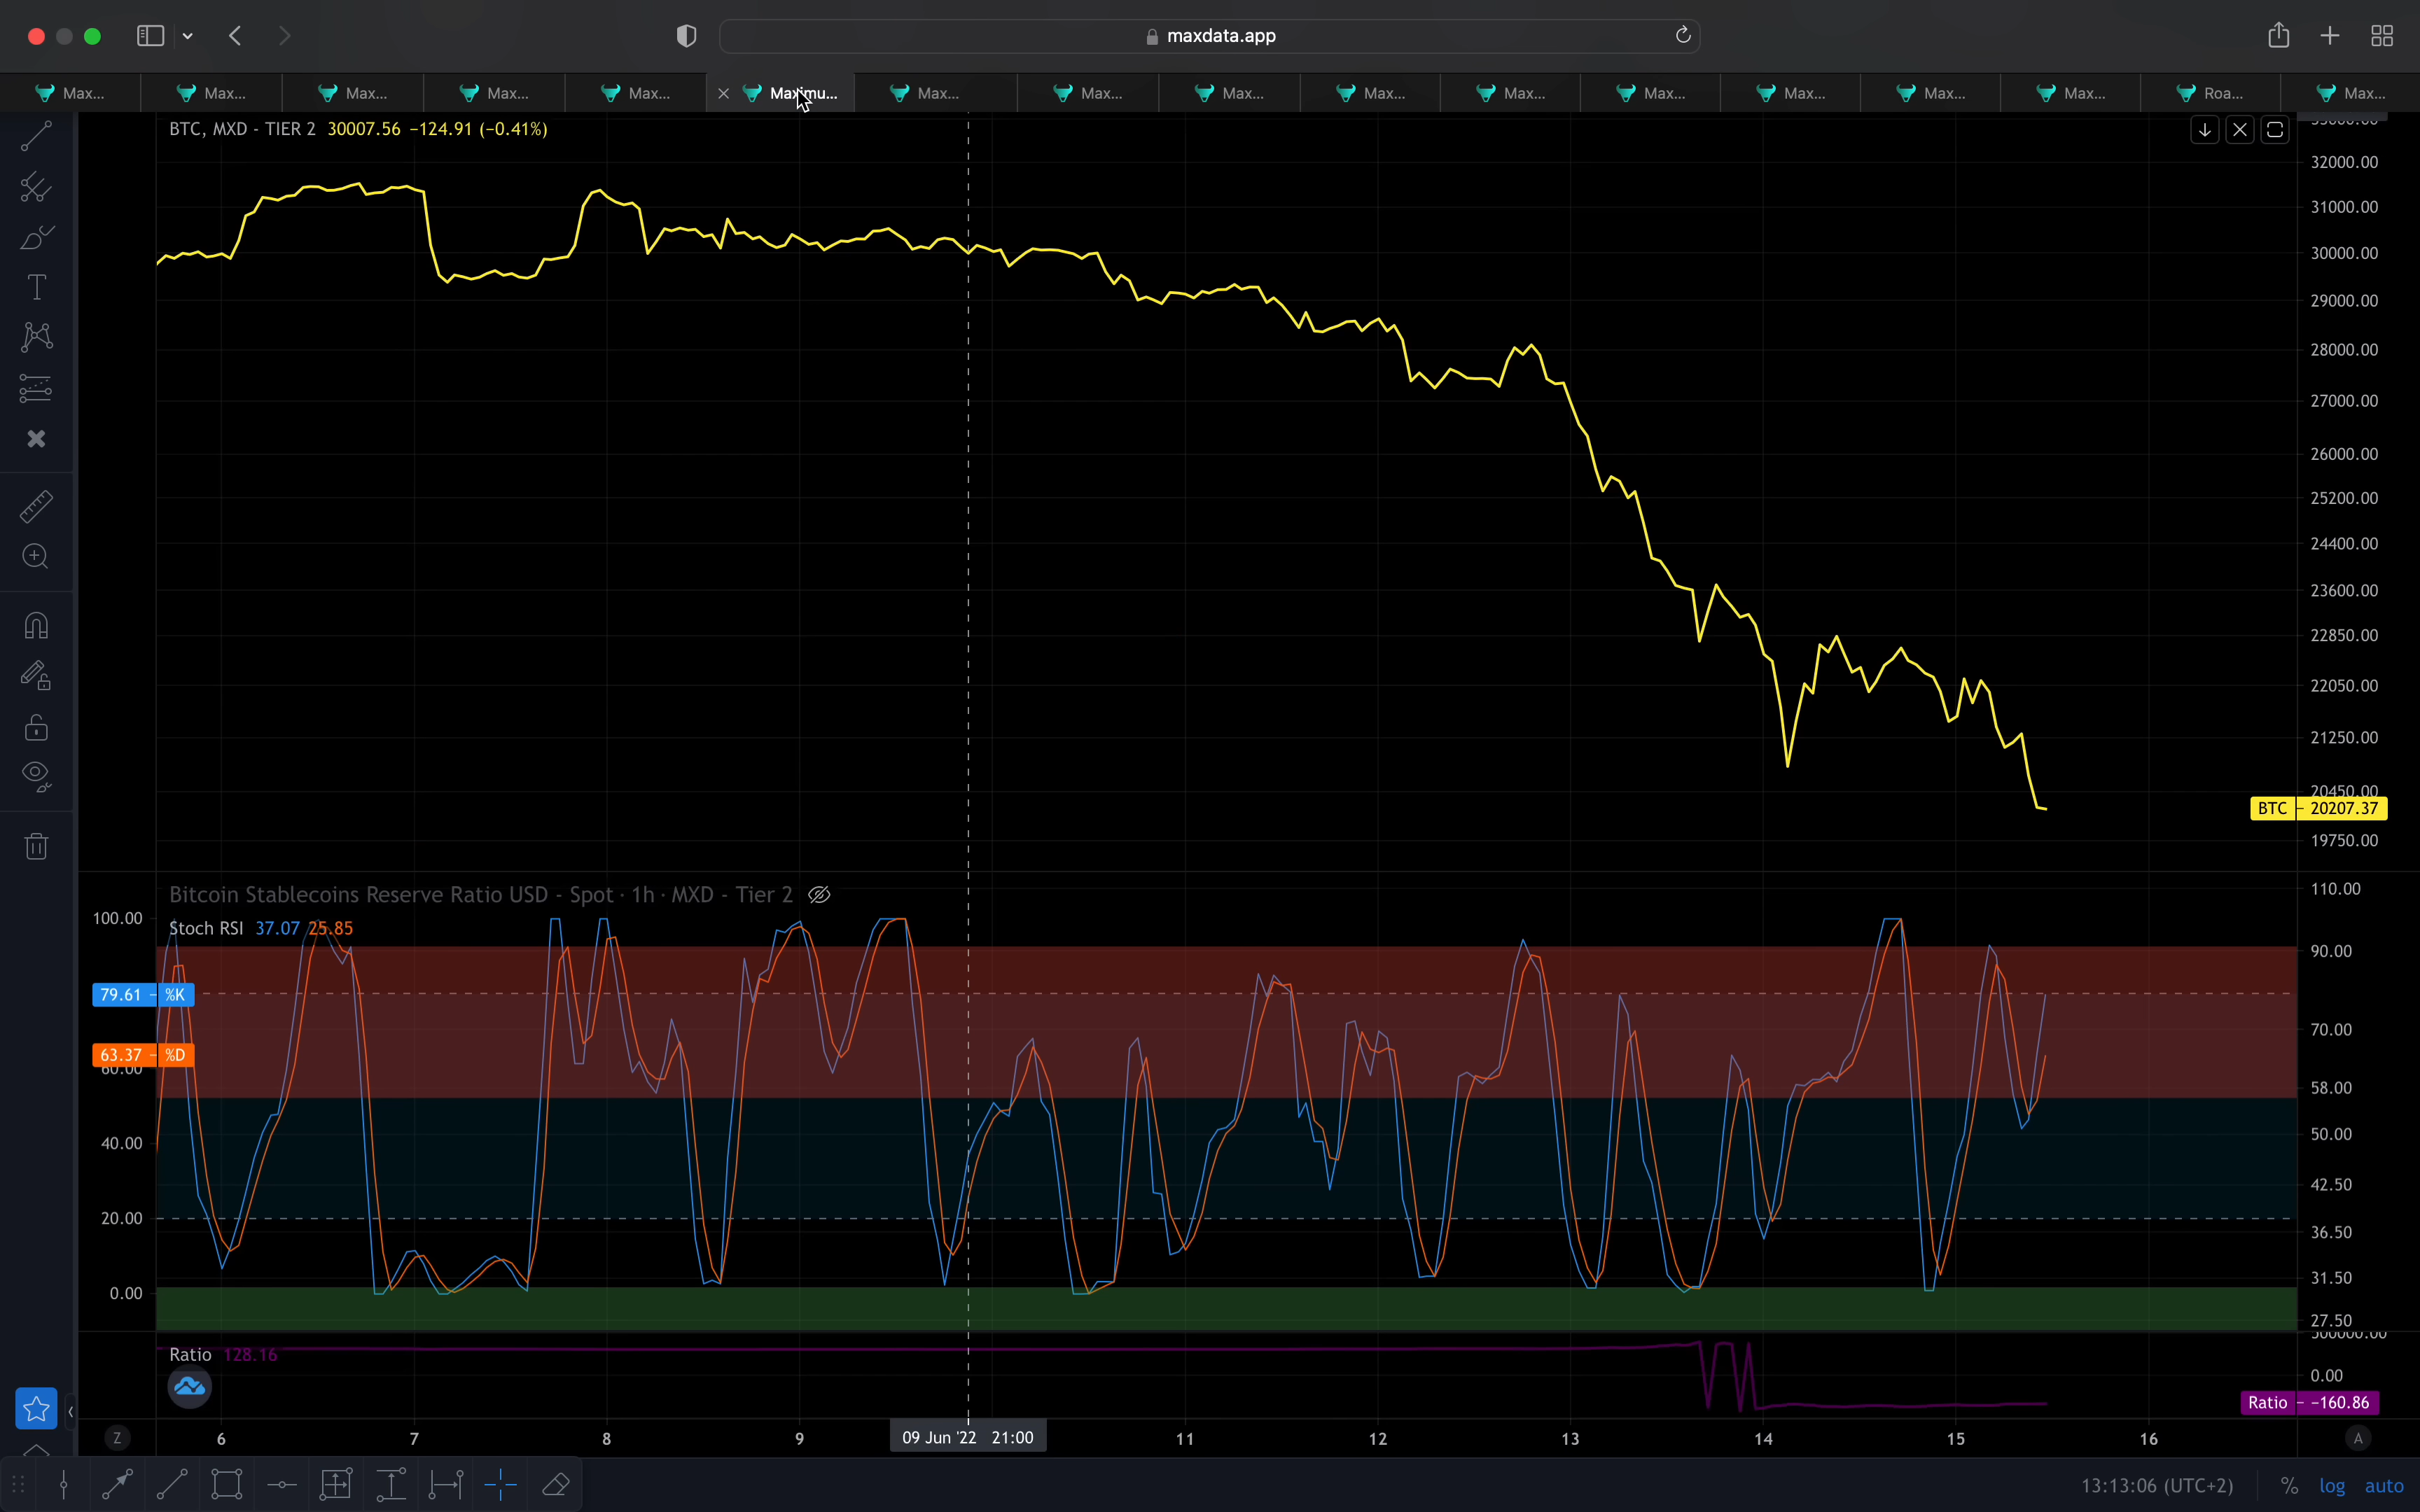 maxdata.app
Max... Max... Max... Max... Max... Maximu... Max... Max... Max... Max... Max... Max... Max... Max... Max... Roa... Max...
BTC, MXD - TIER 2 30007.56 −124.91 (−0.41%)
32000.00
31000.00
30000.00
29000.00
28000.00
27000.00
26000.00
25200.00
24400.00
23600.00
22850.00
22050.00
21250.00
20450.00
BTC 20207.37
19750.00
Bitcoin Stablecoins Reserve Ratio USD - Spot · 1h · MXD - Tier 2
Stoch RSI 37.07 25.85
100.00
79.61 %K
63.37 %D
60.00
40.00
20.00
0.00
110.00
90.00
70.00
58.00
50.00
42.50
36.50
31.50
27.50
Ratio 128.16
500000.00
0.00
Ratio −160.86
Z 6 7 8 9 09 Jun '22 21:00 11 12 13 14 15 16 A
13:13:06 (UTC+2) % log auto